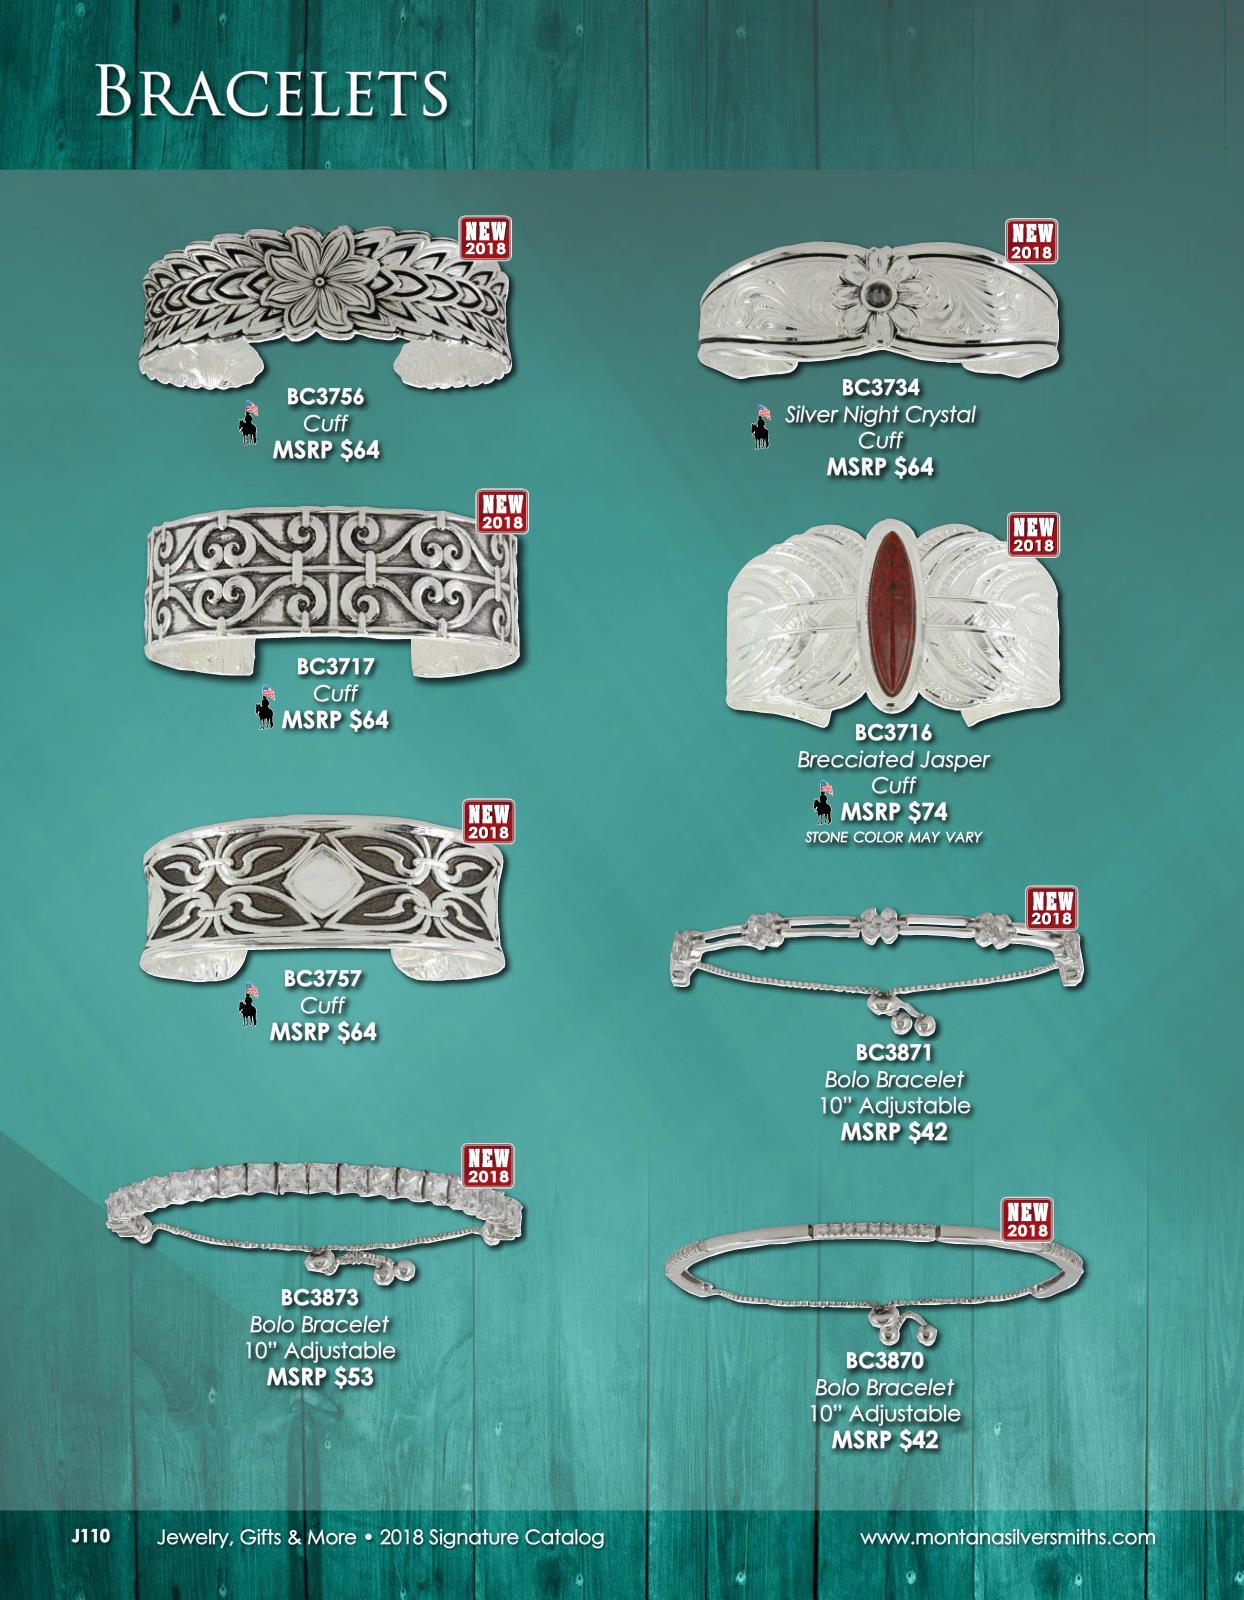 BRACELETS
NEW
2018
BC3756
Cuff
MSRP $64
NEW
2018
BC3734
Silver Night Crystal
Cuff
MSRP $64
NEW
2018
BC3717
Cuff
MSRP $64
NEW
2018
BC3716
Brecciated Jasper
Cuff
MSRP $74
STONE COLOR MAY VARY
NEW
2018
BC3757
Cuff
MSRP $64
NEW
2018
BC3871
Bolo Bracelet
10” Adjustable
MSRP $42
NEW
2018
BC3873
Bolo Bracelet
10” Adjustable
MSRP $53
NEW
2018
BC3870
Bolo Bracelet
10” Adjustable
MSRP $42
J110 Jewelry, Gifts & More • 2018 Signature Catalog www.montanasilversmiths.com